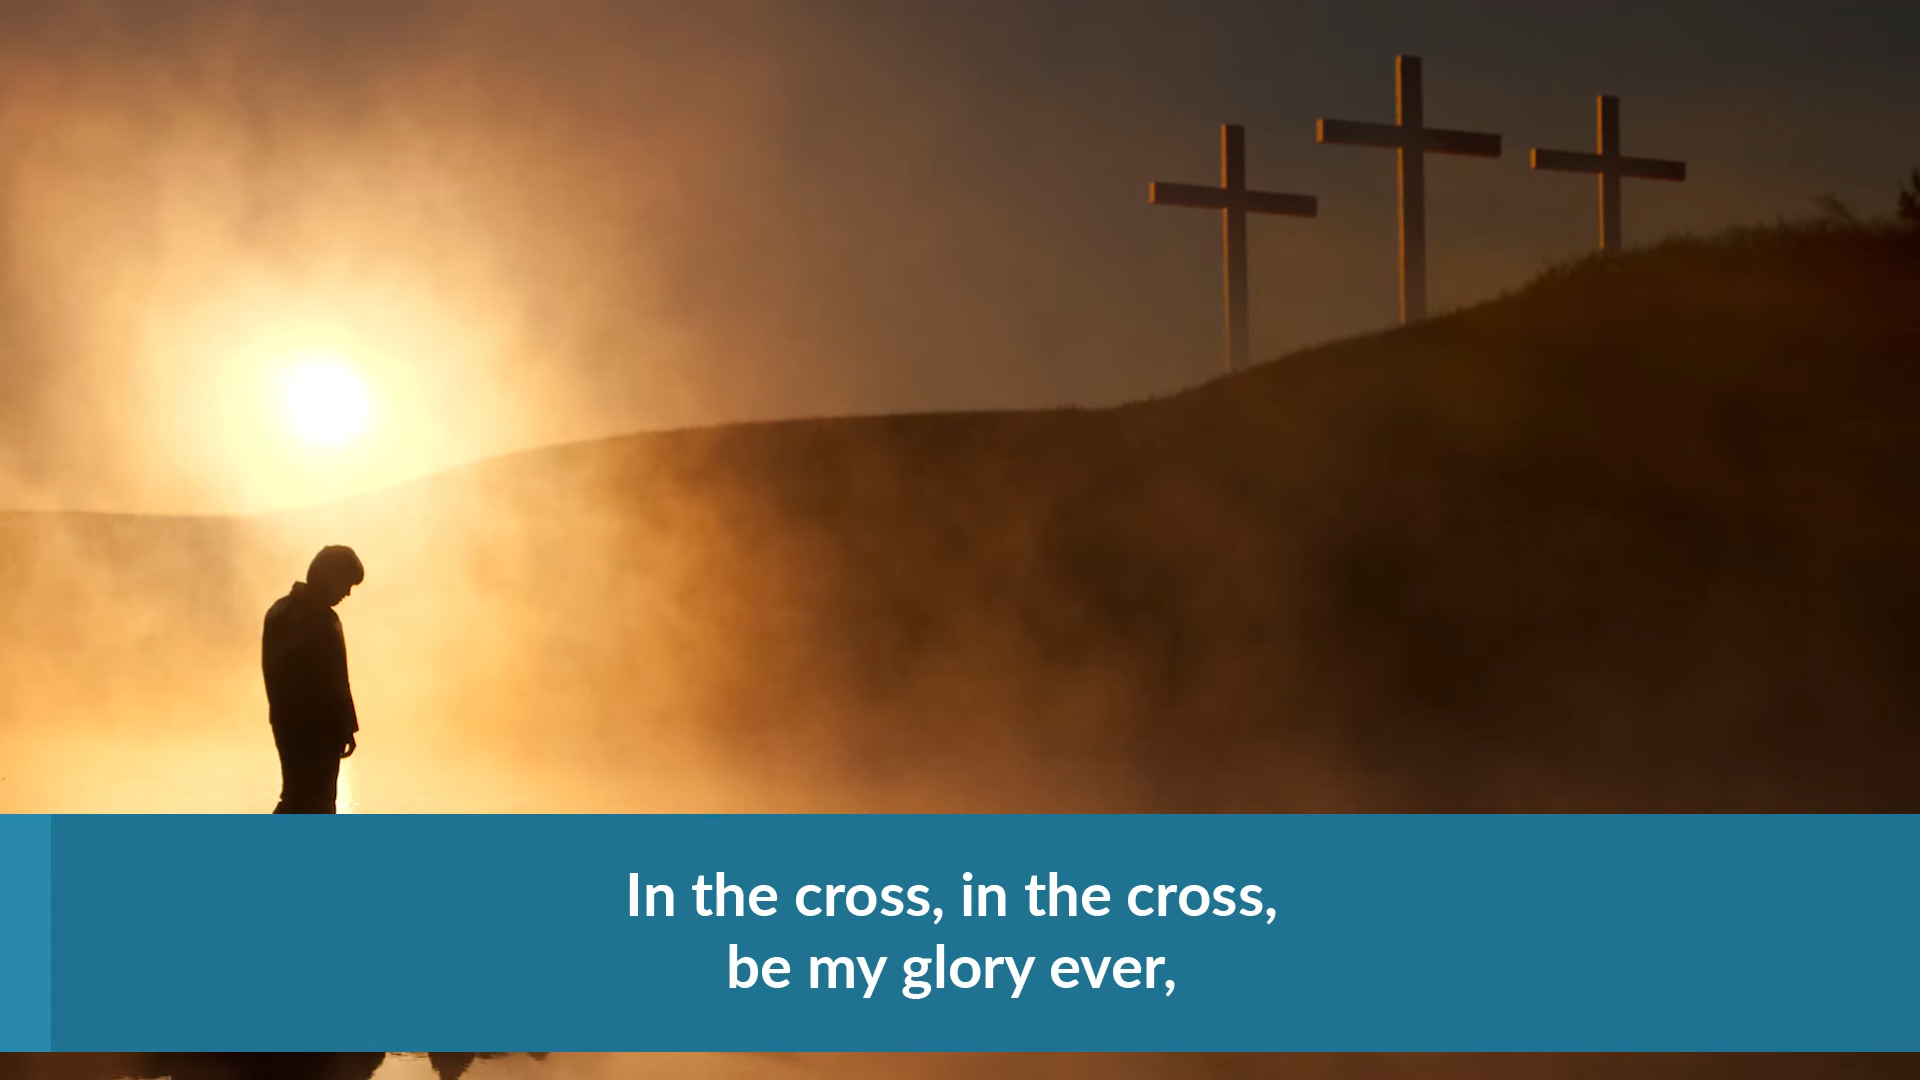 In the cross, in the cross,
be my glory ever,